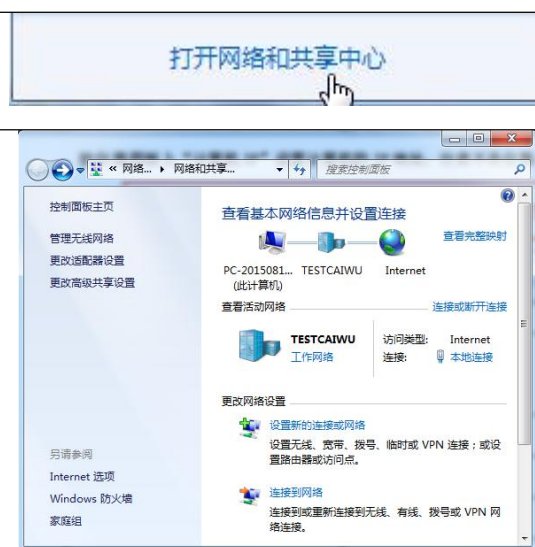 打开网络和共享中心
« 网络... ▸ 网络和共享... 搜索控制面板
控制面板主页
管理无线网络
更改适配器设置
更改高级共享设置
另请参阅
Internet 选项
Windows 防火墙
家庭组
查看基本网络信息并设置连接
查看完整映射
PC-2015081... TESTCAIWU Internet
(此计算机)
查看活动网络 连接或断开连接
TESTCAIWU 访问类型: Internet
工作网络 连接: 本地连接
更改网络设置
设置新的连接或网络
设置无线、宽带、拨号、临时或 VPN 连接；或设
置路由器或访问点。
连接到网络
连接到或重新连接到无线、有线、拨号或 VPN 网
络连接。